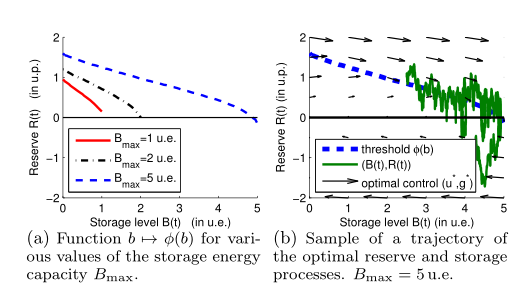 2
1
0
−1
−2
0
1
2
3
4
5
Reserve R(t) (in u.p.)
Storage level B(t) (in u.e.)
B_max=1 u.e.
B_max=2 u.e.
B_max=5 u.e.
(a) Function b ↦ ϕ(b) for vari-
ous values of the storage energy
capacity B_max.
2
1
0
−1
−2
0
1
2
3
4
5
Reserve R(t) (in u.p.)
Storage level B(t) (in u.e.)
threshold ϕ(b)
(B(t),R(t))
optimal control (u*,g*)
(b) Sample of a trajectory of
the optimal reserve and storage
processes. B_max = 5 u.e.